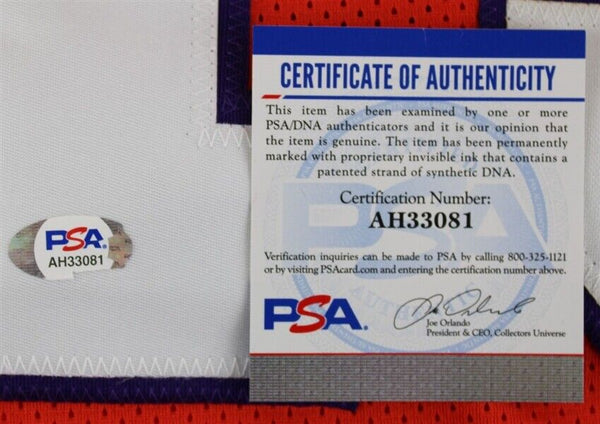 CERTIFICATE OF AUTHENTICITY
This item has been examined by one or more
PSA/DNA authenticators and it is our opinion that
the item is genuine. The item has been permanently
marked with proprietary invisible ink that contains a
patented strand of synthetic DNA.
Certification Number:
AH33081
Verification inquiries can be made to PSA by calling 800-325-1121
or by visiting PSAcard.com and entering the certification number above.
PSA
Joe Orlando
President & CEO, Collectors Universe
PSA
AH33081